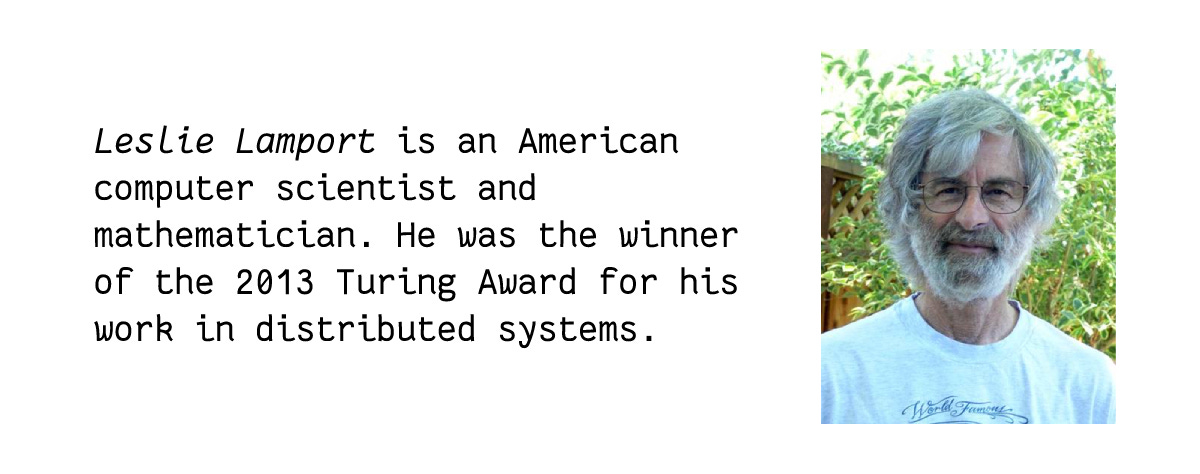 Leslie Lamport is an American
computer scientist and
mathematician. He was the winner
of the 2013 Turing Award for his
work in distributed systems.
World Famous